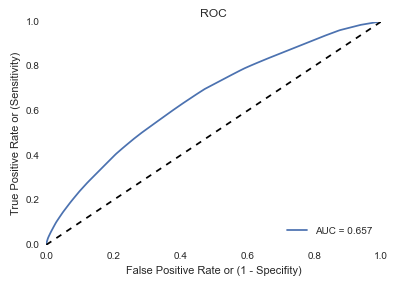 ROC
1.0
0.8
0.6
0.4
0.2
0.0
True Positive Rate or (Sensitivity)
AUC = 0.657
0.0 0.2 0.4 0.6 0.8 1.0
False Positive Rate or (1 - Specifity)